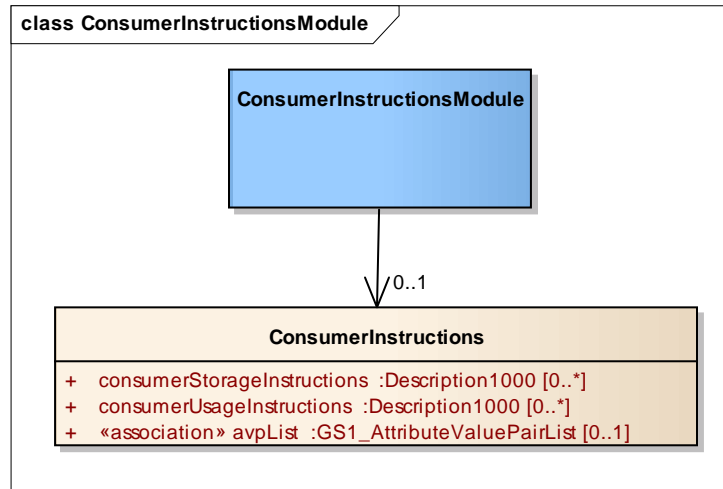 class ConsumerInstructionsModule
ConsumerInstructionsModule
0..1
ConsumerInstructions
+ consumerStorageInstructions :Description1000 [0..*]
+ consumerUsageInstructions :Description1000 [0..*]
+ «association» avpList :GS1_AttributeValuePairList [0..1]